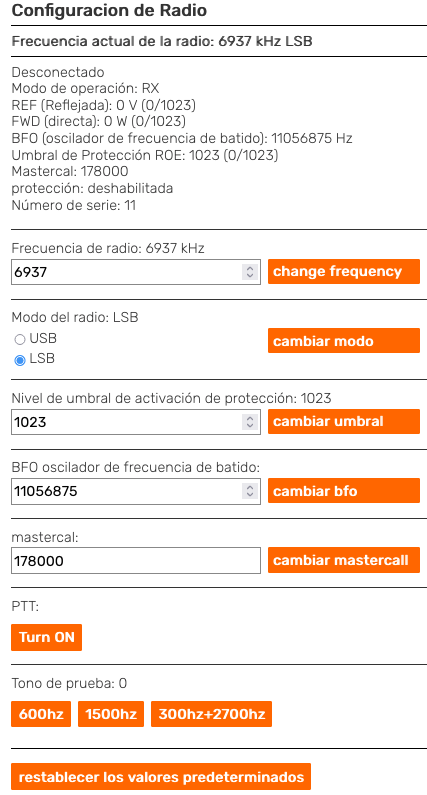 Configuracion de Radio
Frecuencia actual de la radio: 6937 kHz LSB
Desconectado
Modo de operación: RX
REF (Reflejada): 0 V (0/1023)
FWD (directa): 0 W (0/1023)
BFO (oscilador de frecuencia de batido): 11056875 Hz
Umbral de Protección ROE: 1023 (0/1023)
Mastercal: 178000
protección: deshabilitada
Número de serie: 11
Frecuencia de radio: 6937 kHz
6937 change frequency
Modo del radio: LSB
USB
cambiar modo
LSB
Nivel de umbral de activación de protección: 1023
1023 cambiar umbral
BFO oscilador de frecuencia de batido:
11056875 cambiar bfo
mastercal:
178000 cambiar mastercall
PTT:
Turn ON
Tono de prueba: 0
600hz 1500hz 300hz+2700hz
restablecer los valores predeterminados